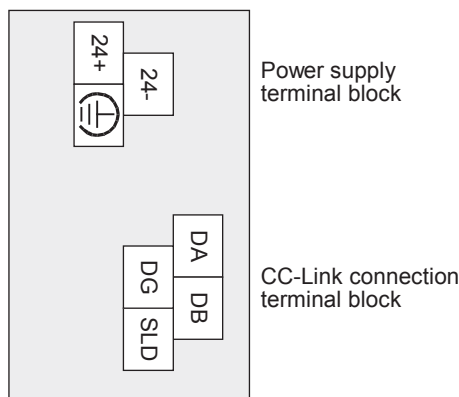 24+
24-
Power supply
terminal block
DA
DG
DB
SLD
CC-Link connection
terminal block